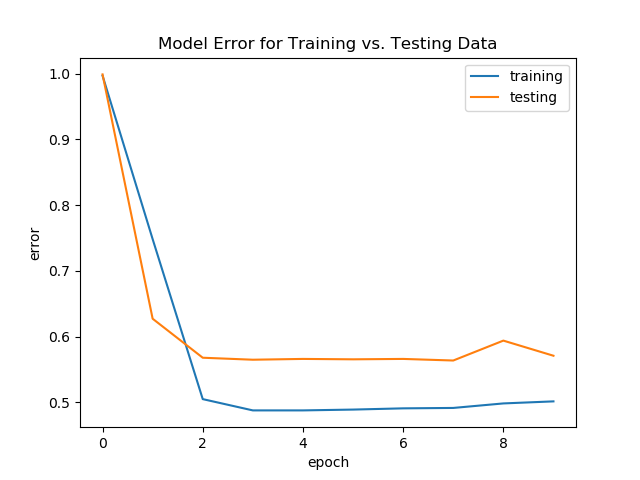 Model Error for Training vs. Testing Data
training
testing
1.0
0.9
0.8
0.7
0.6
0.5
error
0
2
4
6
8
epoch